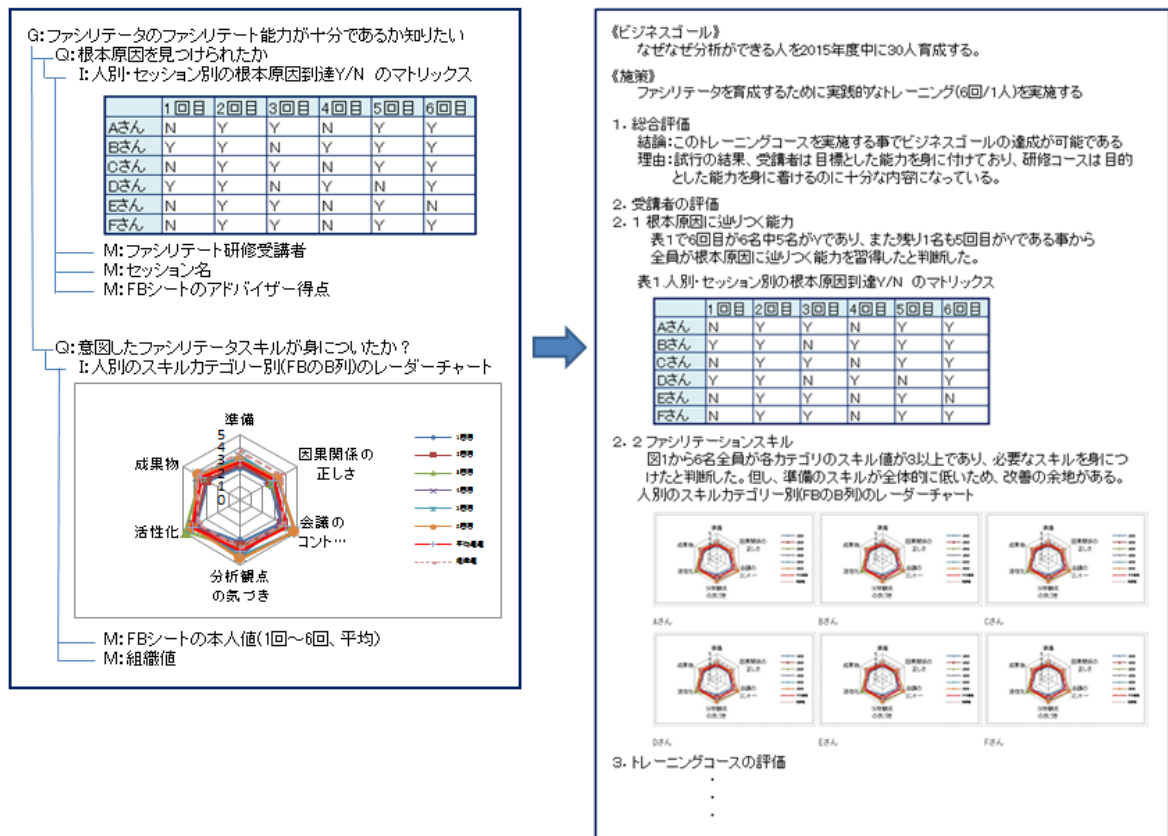 G:ファシリテータのファシリテート能力が十分であるか知りたい
Q:根本原因を見つけられたか
I:人別・セッション別の根本原因到達Y/N のマトリックス
1回目 2回目 3回目 4回目 5回目 6回目
Aさん N Y Y N Y Y
Bさん Y Y N Y Y Y
Cさん N Y Y N Y Y
Dさん Y Y N Y N Y
Eさん N Y Y N Y N
Fさん N Y Y N Y Y
M:ファシリテート研修受講者
M:セッション名
M:FBシートのアドバイザー得点
Q:意図したファシリテータスキルが身についたか?
I:人別のスキルカテゴリー別(FBのB列)のレーダーチャート
準備
5
4
3
2
1
0
因果関係の
正しさ
会議の
コント…
分析観点
の気づき
活性化
成果物
M:FBシートの本人値(1回~6回、平均)
M:組織値
《ビジネスゴール》
なぜなぜ分析ができる人を2015年度中に30人育成する。
《施策》
ファシリテータを育成するために実践的なトレーニング(6回/1人)を実施する
1. 総合評価
結論:このトレーニングコースを実施する事でビジネスゴールの達成が可能である
理由:試行の結果、受講者は目標とした能力を身に付けており、研修コースは目的
とした能力を身に着けるのに十分な内容になっている。
2. 受講者の評価
2. 1 根本原因に辿りつく能力
表1で6回目が6名中5名がYであり、また残り1名も5回目がYである事から
全員が根本原因に辿りつく能力を習得したと判断した。
表1.人別・セッション別の根本原因到達Y/N のマトリックス
1回目 2回目 3回目 4回目 5回目 6回目
Aさん N Y Y N Y Y
Bさん Y Y N Y Y Y
Cさん N Y Y N Y Y
Dさん Y Y N Y N Y
Eさん N Y Y N Y N
Fさん N Y Y N Y Y
2. 2 ファシリテーションスキル
図1から6名全員が各カテゴリのスキル値が3以上であり、必要なスキルを身につ
けたと判断した。但し、準備のスキルが全体的に低いため、改善の余地がある。
人別のスキルカテゴリー別(FBのB列)のレーダーチャート
Aさん Bさん Cさん
Dさん Eさん Fさん
3. トレーニングコースの評価